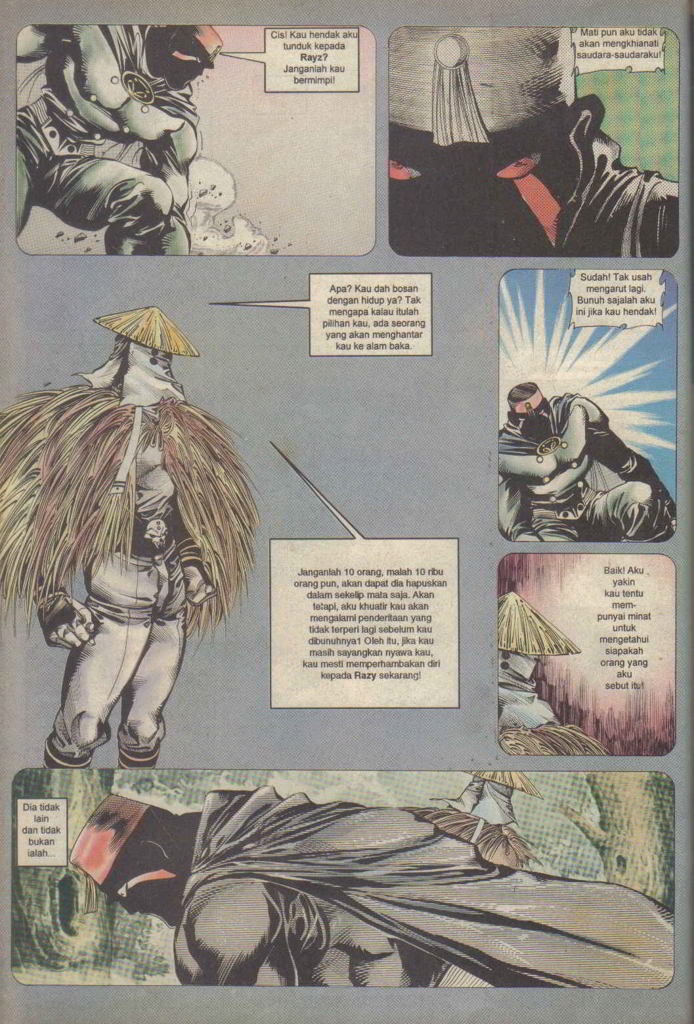 Cis! Kau hendak aku
tunduk kepada
Rayz?
Janganlah kau
bermimpi!
Mati pun aku tidak
akan mengkhianati
saudara-saudaraku!
Apa? Kau dah bosan
dengan hidup ya? Tak
mengapa kalau itulah
pilihan kau, ada seorang
yang akan menghantar
kau ke alam baka.
Sudah! Tak usah
mengarut lagi.
Bunuh sajalah aku
ini jika kau hendak!
Janganlah 10 orang, malah 10 ribu
orang pun, akan dapat dia hapuskan
dalam sekelip mata saja. Akan
tetapi, aku khuatir kau akan
mengalami penderitaan yang
tidak terperi lagi sebelum kau
dibunuhnya1 Oleh itu, jika kau
masih sayangkan nyawa kau,
kau mesti memperhambakan diri
kepada Razy sekarang!
Baik! Aku
yakin
kau tentu
mem-
punyai minat
untuk
mengetahui
siapakah
orang yang
aku
sebut itu!
Dia tidak
lain
dan tidak
bukan
ialah...